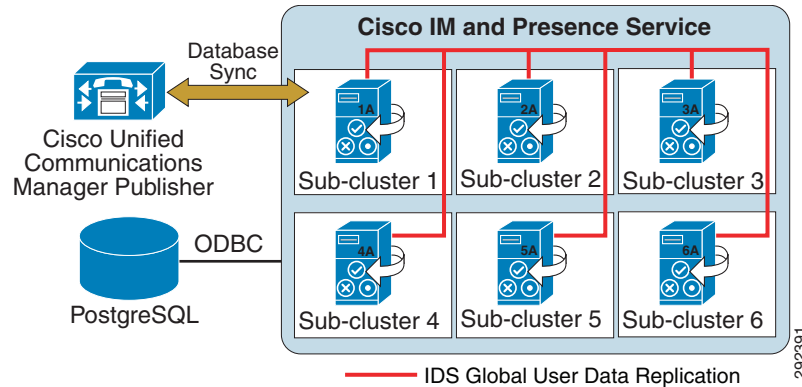 Cisco IM and Presence Service
Database
Sync
Cisco Unified
Communications
Manager Publisher
1A
2A
3A
Sub-cluster 1
Sub-cluster 2
Sub-cluster 3
ODBC
PostgreSQL
4A
5A
6A
Sub-cluster 4
Sub-cluster 5
Sub-cluster 6
IDS Global User Data Replication
292391